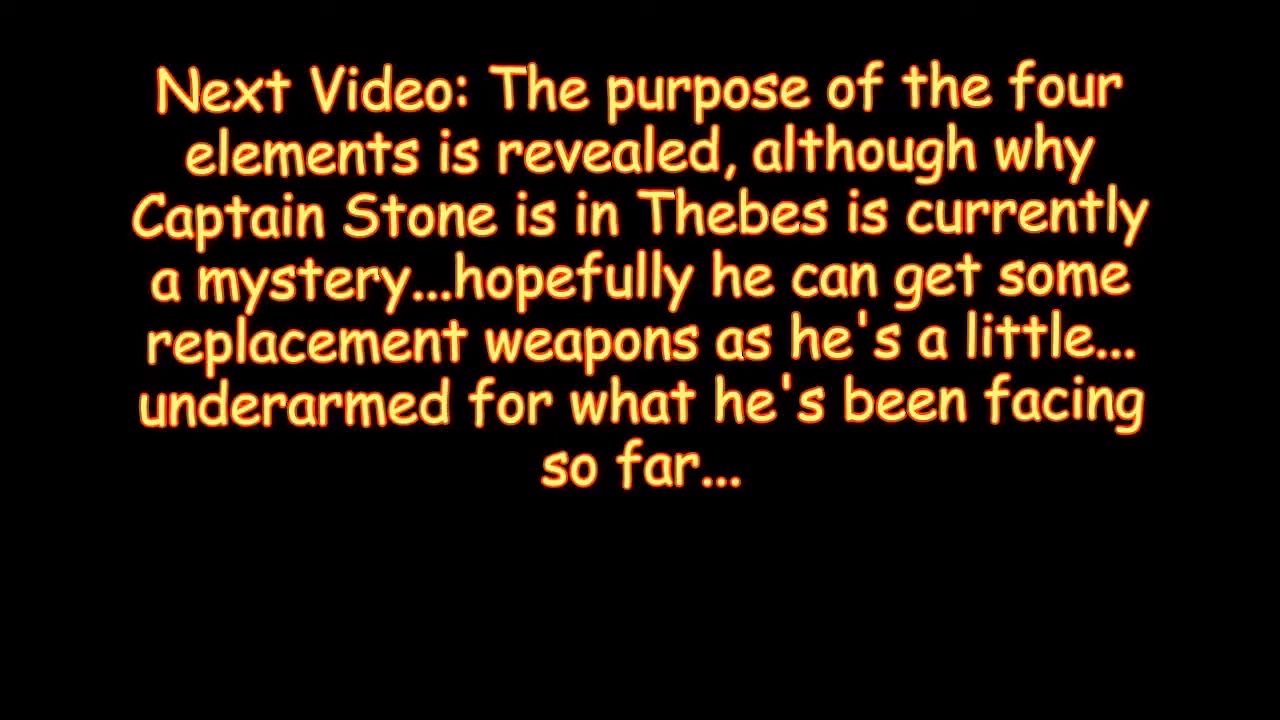 Next Video: The purpose of the four
elements is revealed, although why
Captain Stone is in Thebes is currently
a mystery...hopefully he can get some
replacement weapons as he's a little...
underarmed for what he's been facing
so far...